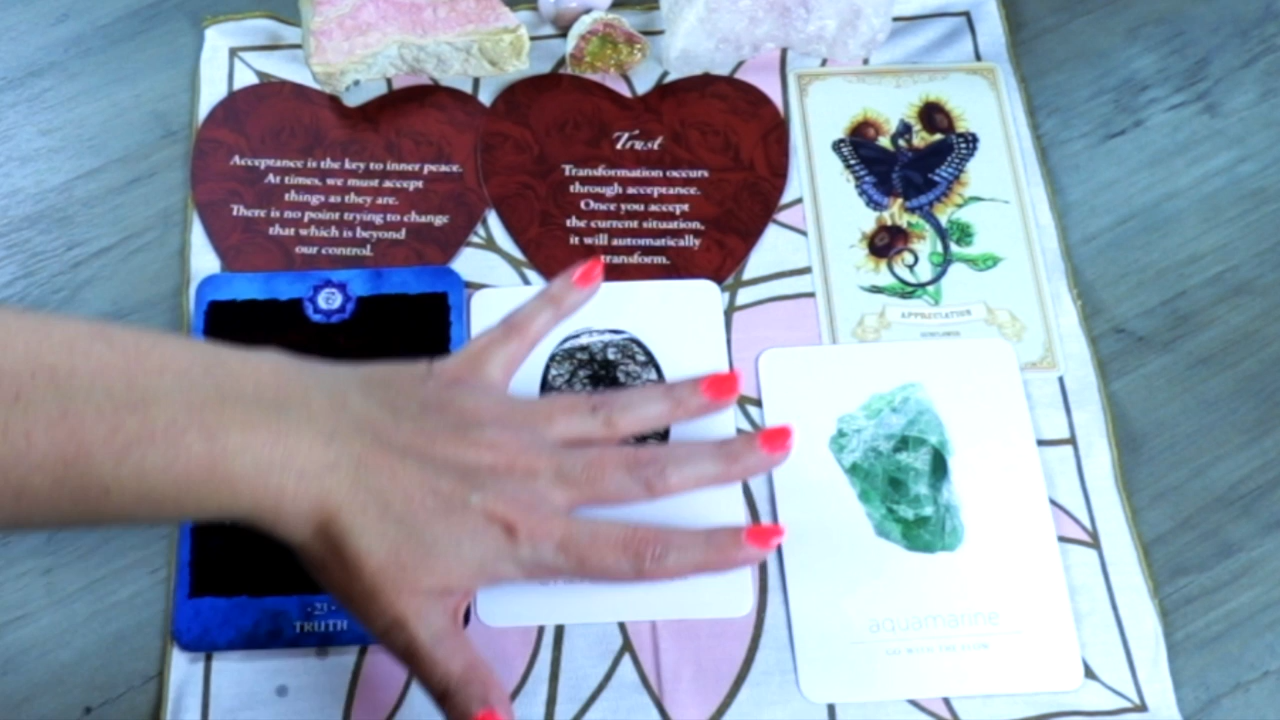 Acceptance is the key to inner peace.
At times, we must accept
things as they are.
There is no point trying to change
that which is beyond
our control.
Trust
Transformation occurs
through acceptance.
Once you accept
the current situation,
it will automatically
transform.
APPRECIATION
SUNFLOWER
· 23 ·
TRUTH
aquamarine
GO WITH THE FLOW